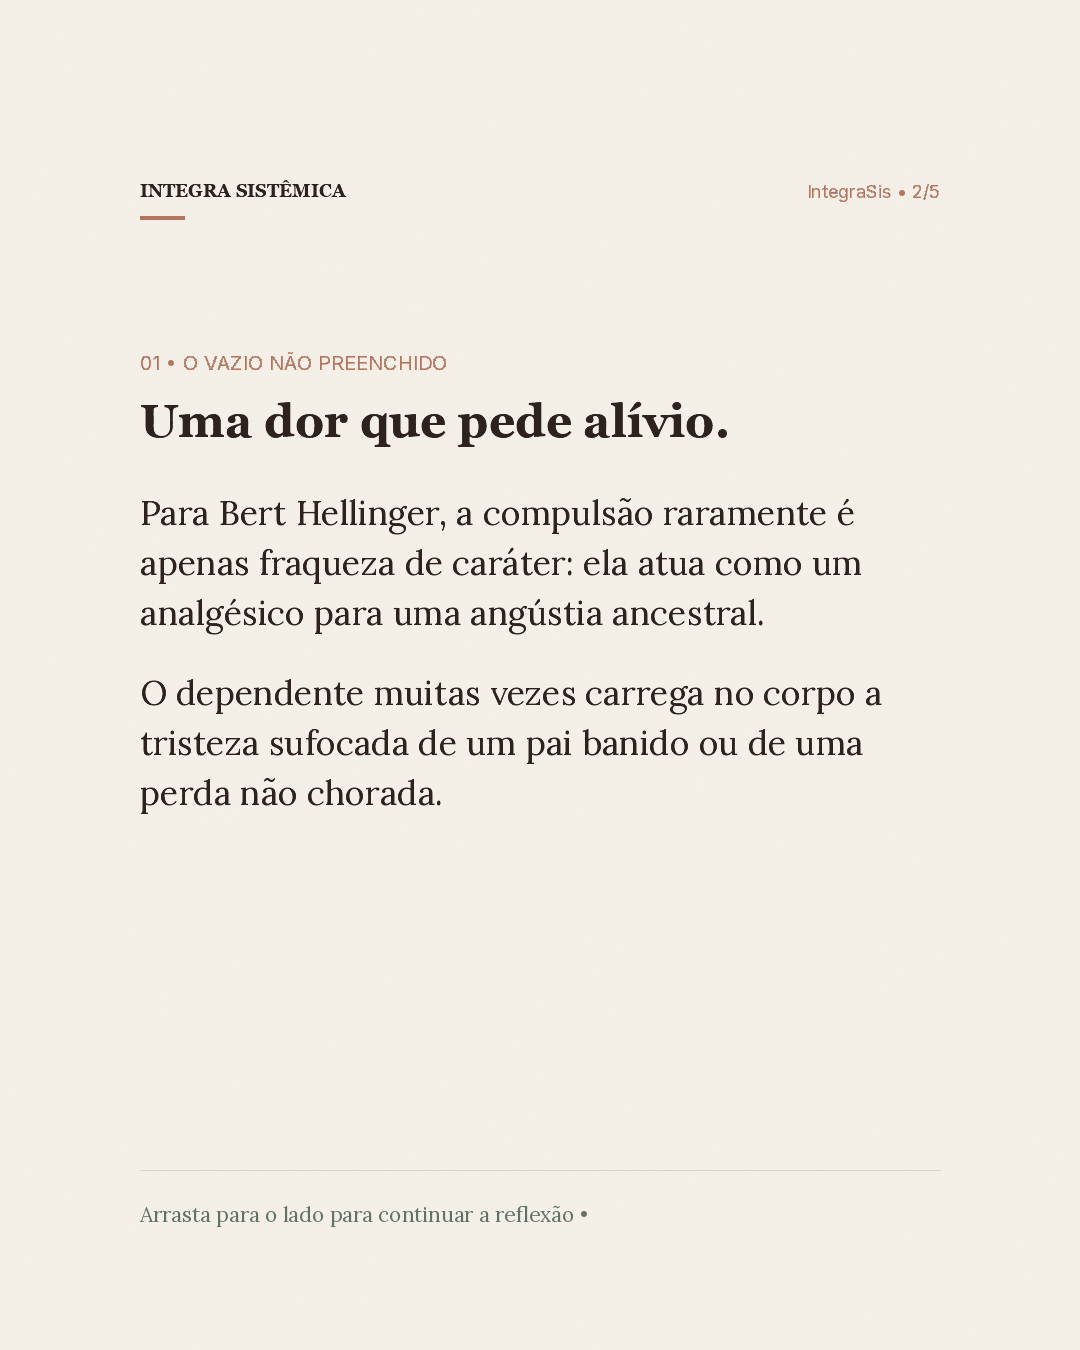 INTEGRA SISTÊMICA
IntegraSis • 2/5
01 • O VAZIO NÃO PREENCHIDO
Uma dor que pede alívio.
Para Bert Hellinger, a compulsão raramente é
apenas fraqueza de caráter: ela atua como um
analgésico para uma angústia ancestral.
O dependente muitas vezes carrega no corpo a
tristeza sufocada de um pai banido ou de uma
perda não chorada.
Arrasta para o lado para continuar a reflexão •